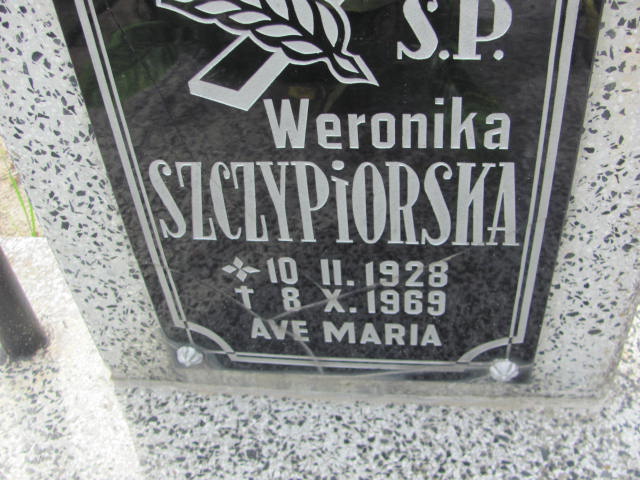 Ś.P.
Weronika
SZCZYPiORSKA
10 II. 1928
✝ 8 X. 1969
AVE MARIA